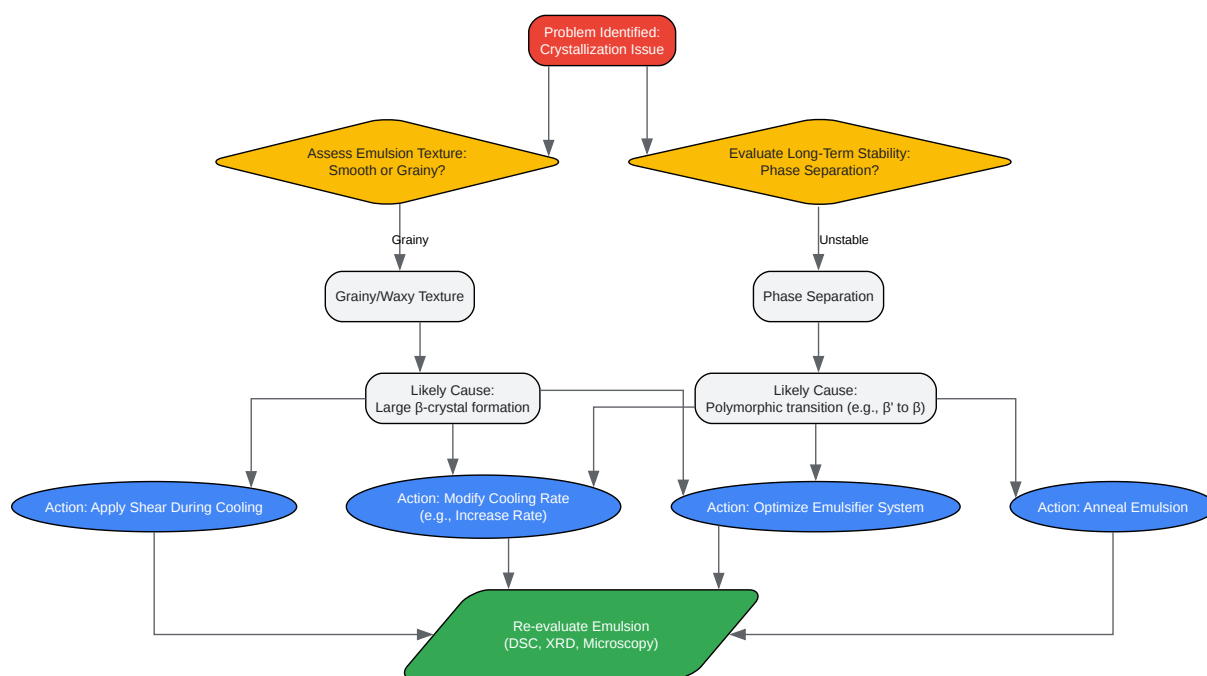 Problem Identified:
Crystallization Issue
Assess Emulsion Texture:
Smooth or Grainy?
Evaluate Long-Term Stability:
Phase Separation?
Grainy
Unstable
Grainy/Waxy Texture
Phase Separation
Likely Cause:
Large β-crystal formation
Likely Cause:
Polymorphic transition (e.g., β' to β)
Action: Apply Shear During Cooling
Action: Modify Cooling Rate
(e.g., Increase Rate)
Action: Optimize Emulsifier System
Action: Anneal Emulsion
Re-evaluate Emulsion
(DSC, XRD, Microscopy)